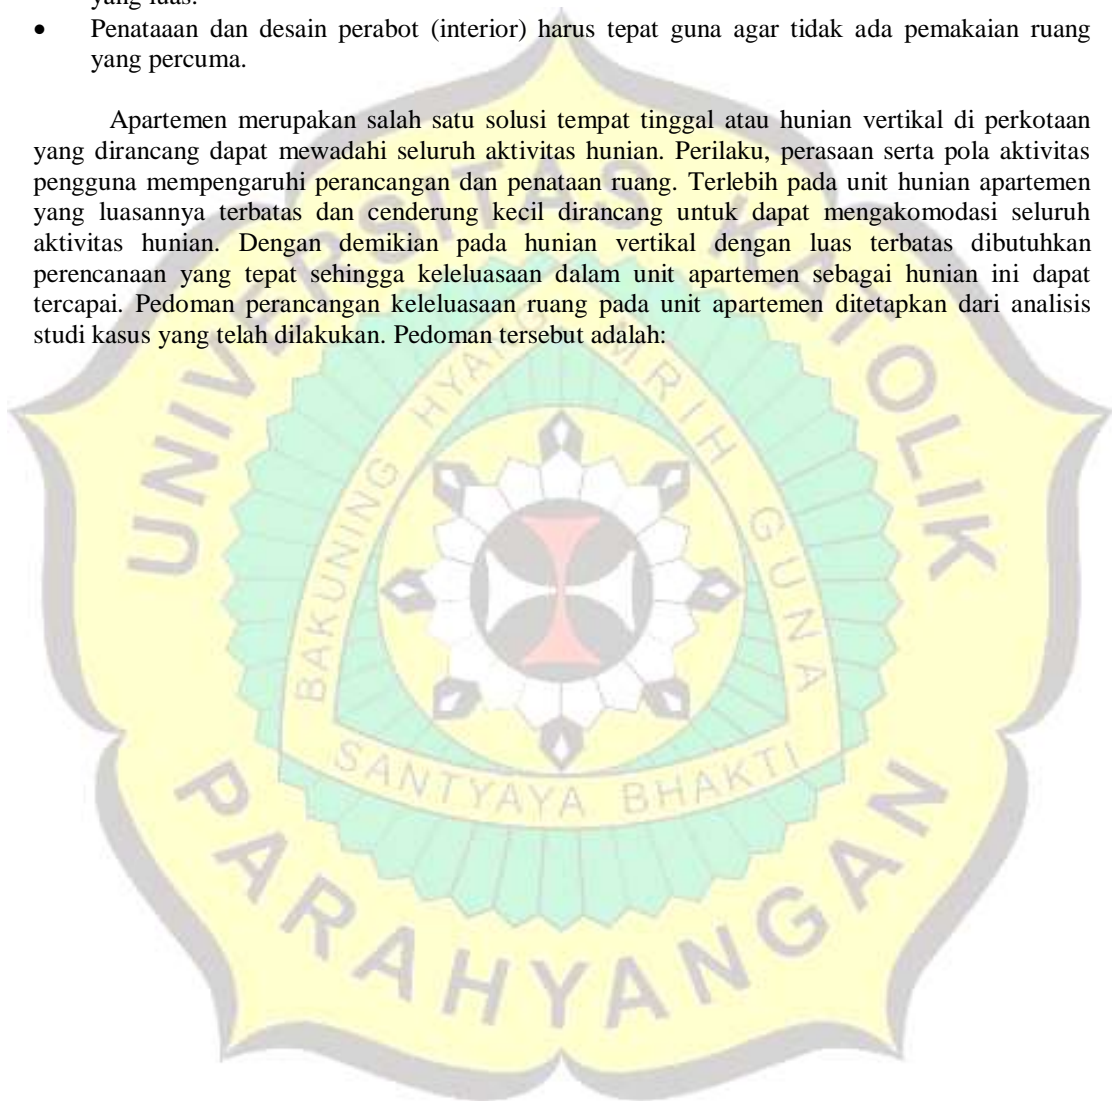 yang luas.
• Penataaan dan desain perabot (interior) harus tepat guna agar tidak ada pemakaian ruang
yang percuma.
Apartemen merupakan salah satu solusi tempat tinggal atau hunian vertikal di perkotaan
yang dirancang dapat mewadahi seluruh aktivitas hunian. Perilaku, perasaan serta pola aktivitas
pengguna mempengaruhi perancangan dan penataan ruang. Terlebih pada unit hunian apartemen
yang luasannya terbatas dan cenderung kecil dirancang untuk dapat mengakomodasi seluruh
aktivitas hunian. Dengan demikian pada hunian vertikal dengan luas terbatas dibutuhkan
perencanaan yang tepat sehingga keleluasaan dalam unit apartemen sebagai hunian ini dapat
tercapai. Pedoman perancangan keleluasaan ruang pada unit apartemen ditetapkan dari analisis
studi kasus yang telah dilakukan. Pedoman tersebut adalah:
UNIVERSITAS KATOLIK
BAKUNING HYANG MRIH GUNA
SANTYAYA BHAKTI
PARAHYANGAN